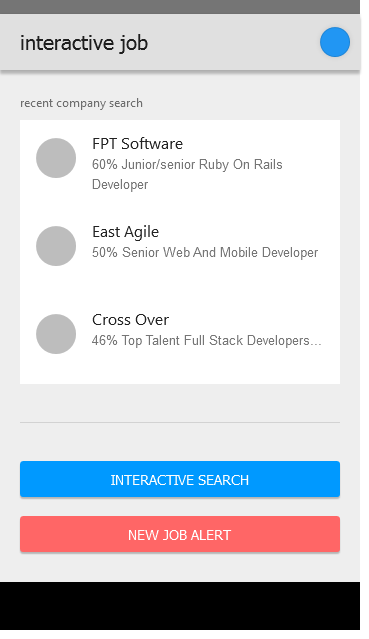 interactive job
recent company search
FPT Software
60% Junior/senior Ruby On Rails
Developer
East Agile
50% Senior Web And Mobile Developer
Cross Over
46% Top Talent Full Stack Developers...
INTERACTIVE SEARCH
NEW JOB ALERT